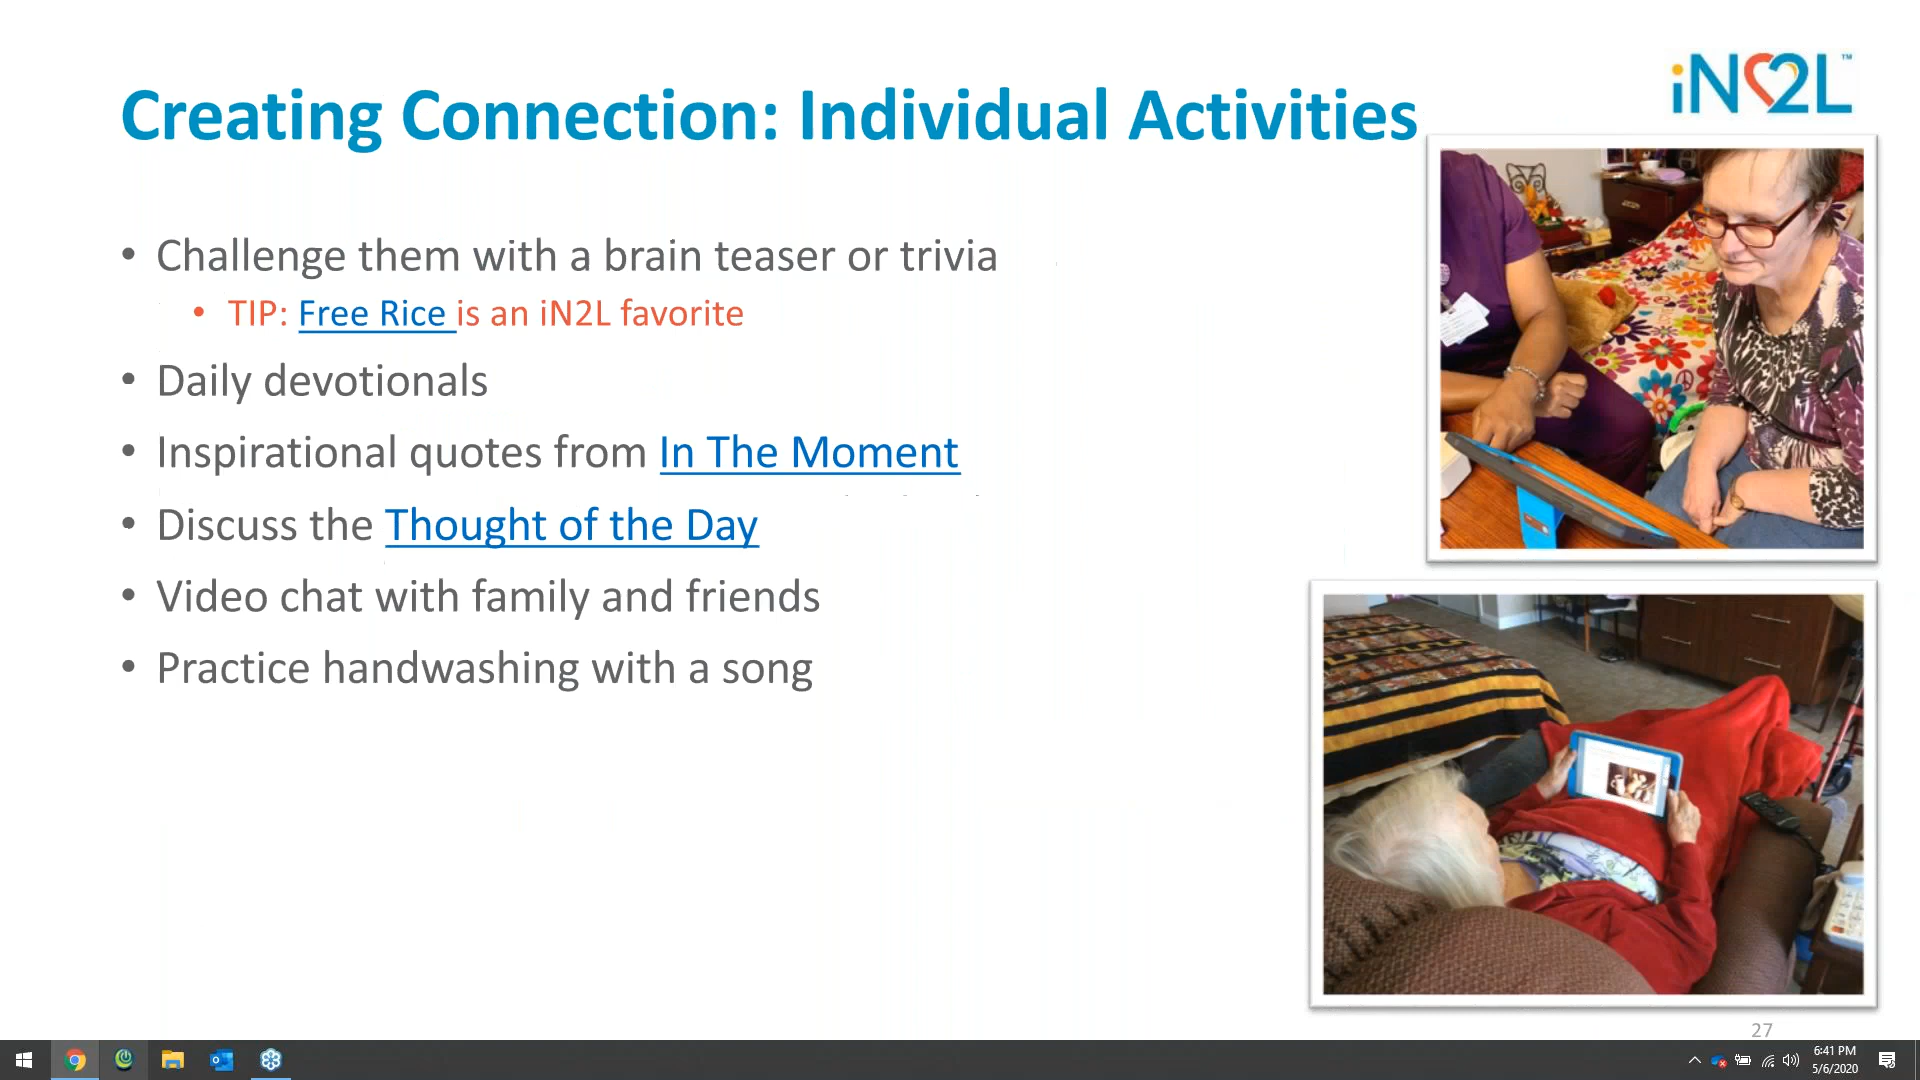 iN2L™
Creating Connection: Individual Activities
• Challenge them with a brain teaser or trivia
• TIP: Free Rice is an iN2L favorite
• Daily devotionals
• Inspirational quotes from In The Moment
• Discuss the Thought of the Day
• Video chat with family and friends
• Practice handwashing with a song
27
6:41 PM
5/6/2020